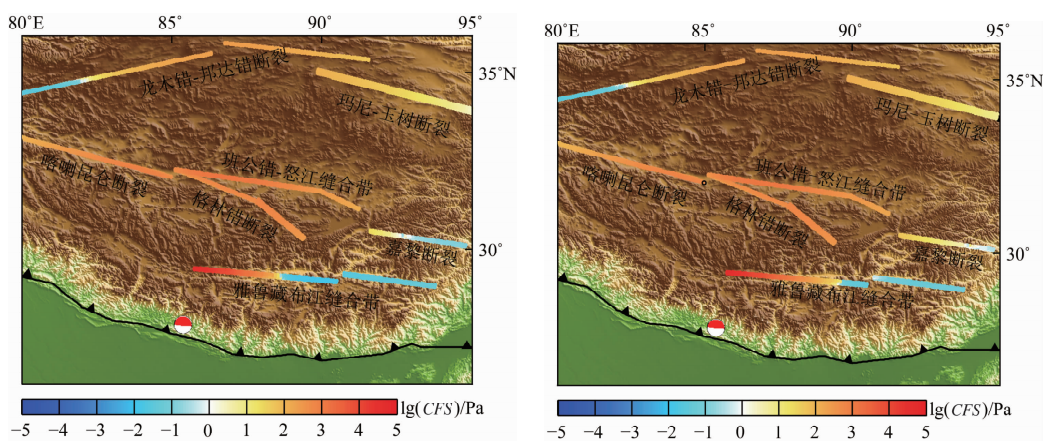 80°E 85° 90° 95°
龙木错-邦达错断裂
35°N
玛尼-玉树断裂
喀喇昆仑断裂
班公错-怒江缝合带
格林错断裂
嘉黎断裂
30°
雅鲁藏布江缝合带
lg(CFS)/Pa
−5 −4 −3 −2 −1 0 1 2 3 4 5
80°E 85° 90° 95°
龙木错-邦达错断裂
35°N
玛尼-玉树断裂
喀喇昆仑断裂
班公错-怒江缝合带
格林错断裂
嘉黎断裂
30°
雅鲁藏布江缝合带
lg(CFS)/Pa
−5 −4 −3 −2 −1 0 1 2 3 4 5